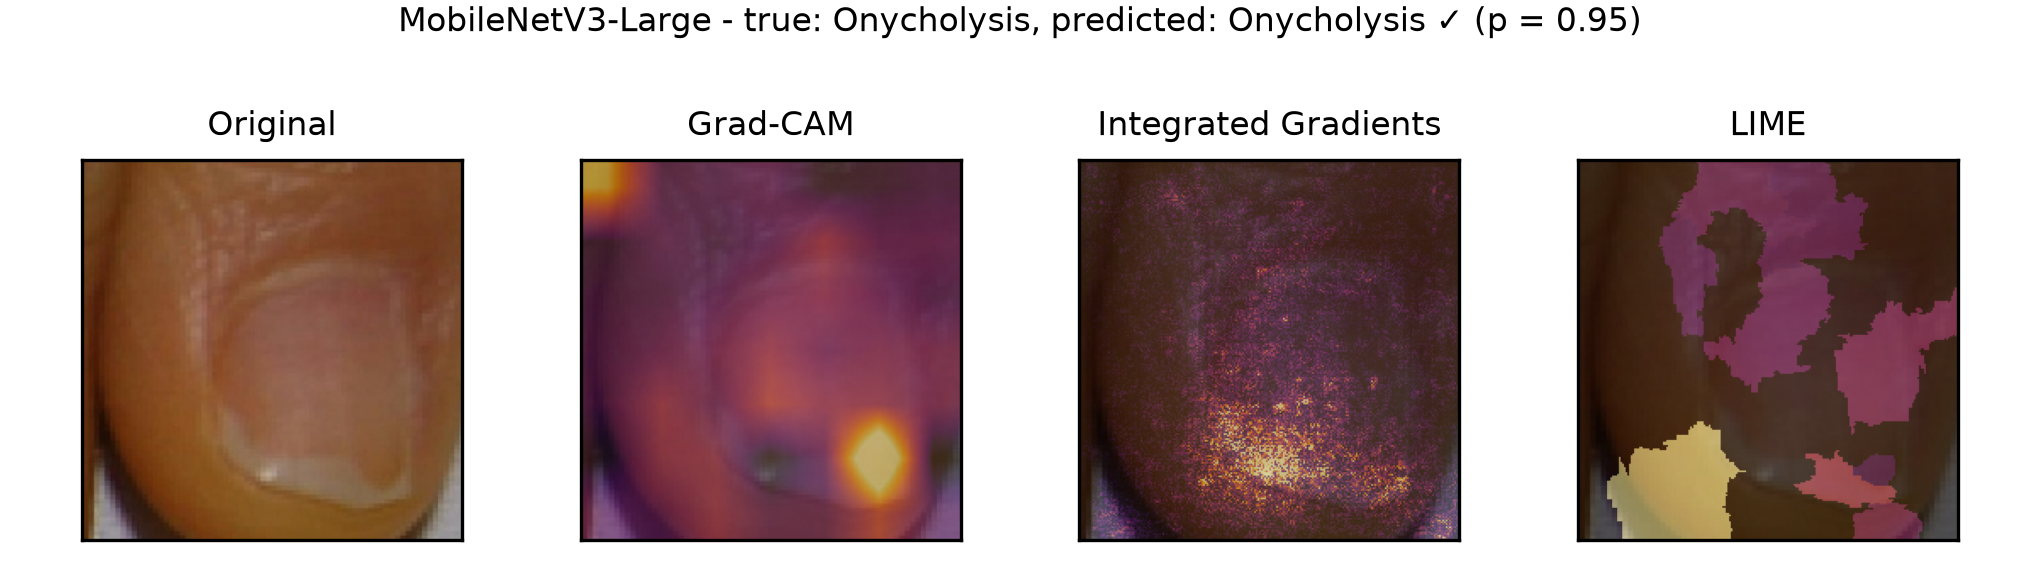 MobileNetV3-Large - true: Onycholysis, predicted: Onycholysis ✓ (p = 0.95)
Original
Grad-CAM
Integrated Gradients
LIME